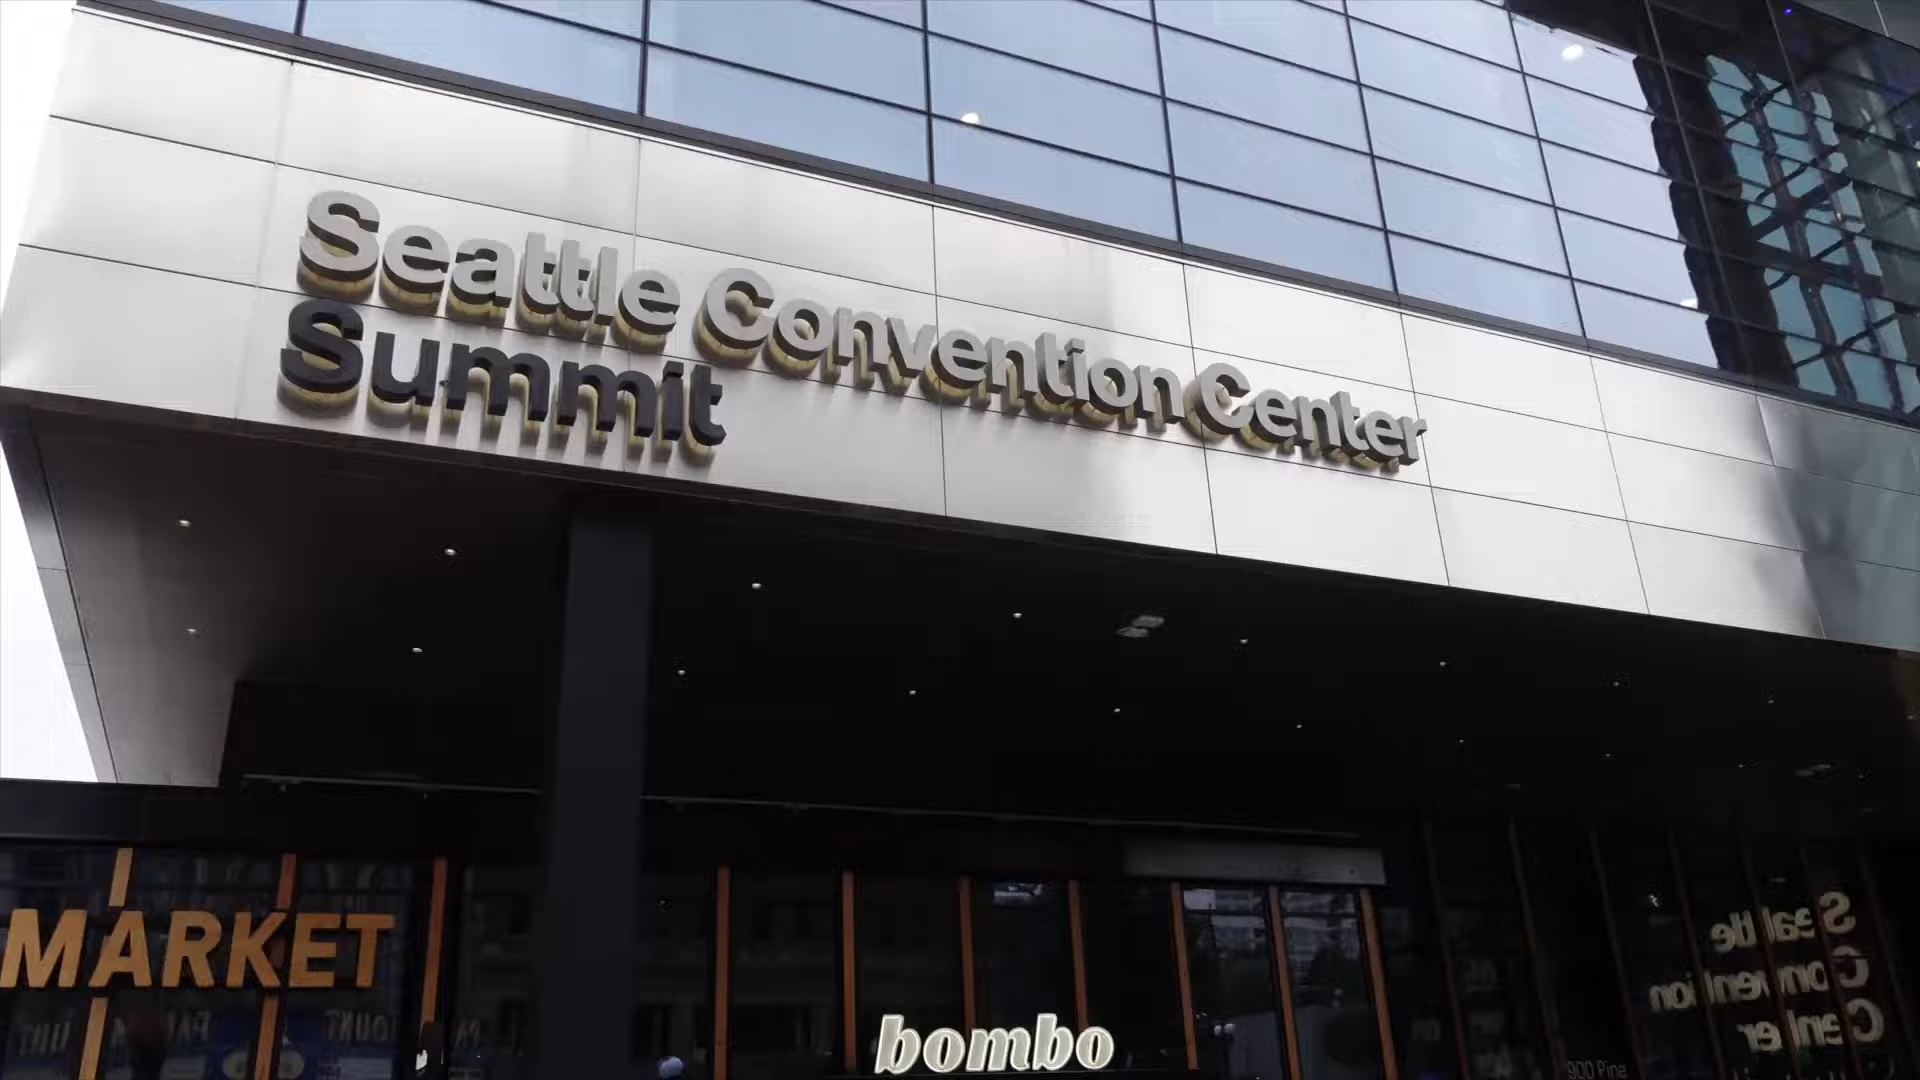 Seattle Convention Center
Summit
MARKET
bombo
Seattle
Convention
Center
900 Pine